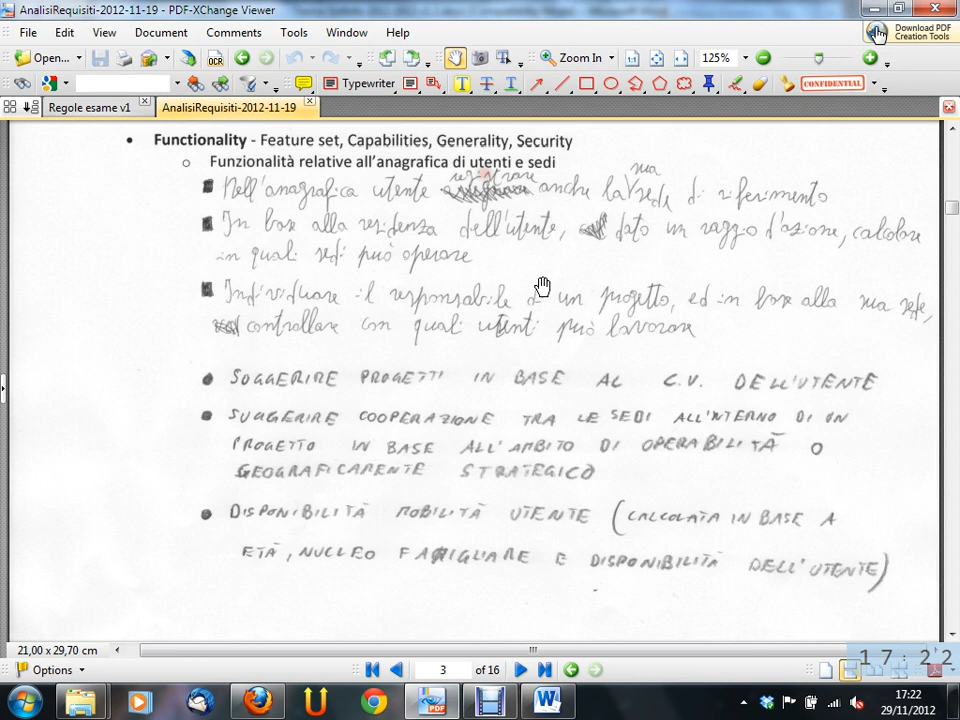 AnalisiRequisiti-2012-11-19 - PDF-XChange Viewer
File Edit View Document Comments Tools Window Help
Download PDF
Creation Tools
Open... OCR Zoom In 125%
Typewriter CONFIDENTIAL
Regole esame v1 AnalisiRequisiti-2012-11-19
• Functionality - Feature set, Capabilities, Generality, Security
o Funzionalità relative all'anagrafica di utenti e sedi
registrare sua
Nell'anagrafica utente anche la sede di riferimento
In base alla residenza dell'utente, dato un raggio d'azione, calcolare
in quali sedi può operare
Individuare il responsabile di un progetto, ed in base alla sua sede,
controllare con quali utenti può lavorare
• SUGGERIRE PROGETTI IN BASE AL C.V. DELL'UTENTE
• SUGGERIRE COOPERAZIONE TRA LE SEDI ALL'INTERNO DI UN
PROGETTO IN BASE ALL'AMBITO DI OPERABILITÀ O
GEOGRAFICAMENTE STRATEGICO
• DISPONIBILITÀ MOBILITÀ UTENTE (CALCOLATA IN BASE A
ETÀ, NUCLEO FAMIGLIARE E DISPONIBILITÀ DELL'UTENTE)
21,00 x 29,70 cm
17:22
Options 3 of 16
PDF W
17:22
29/11/2012